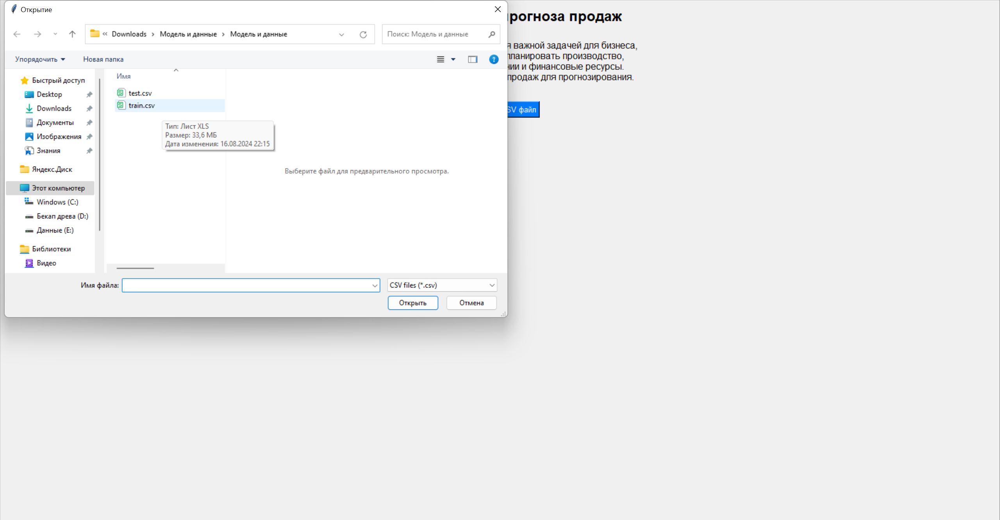 Открытие
« Downloads › Модель и данные › Модель и данные
Поиск: Модель и данные
Упорядочить
Новая папка
Быстрый доступ
Desktop
Downloads
Документы
Изображения
Знания
Яндекс.Диск
Этот компьютер
Windows (C:)
Бекап древа (D:)
Данные (E:)
Библиотеки
Видео
Имя
test.csv
train.csv
Тип: Лист XLS
Размер: 33,6 МБ
Дата изменения: 16.08.2024 22:15
Выберите файл для предварительного просмотра.
Имя файла:
CSV files (*.csv)
Открыть
Отмена
продаж
важной задачей для бизнеса,
планировать производство,
и финансовые ресурсы.
продаж для прогнозирования.
файл